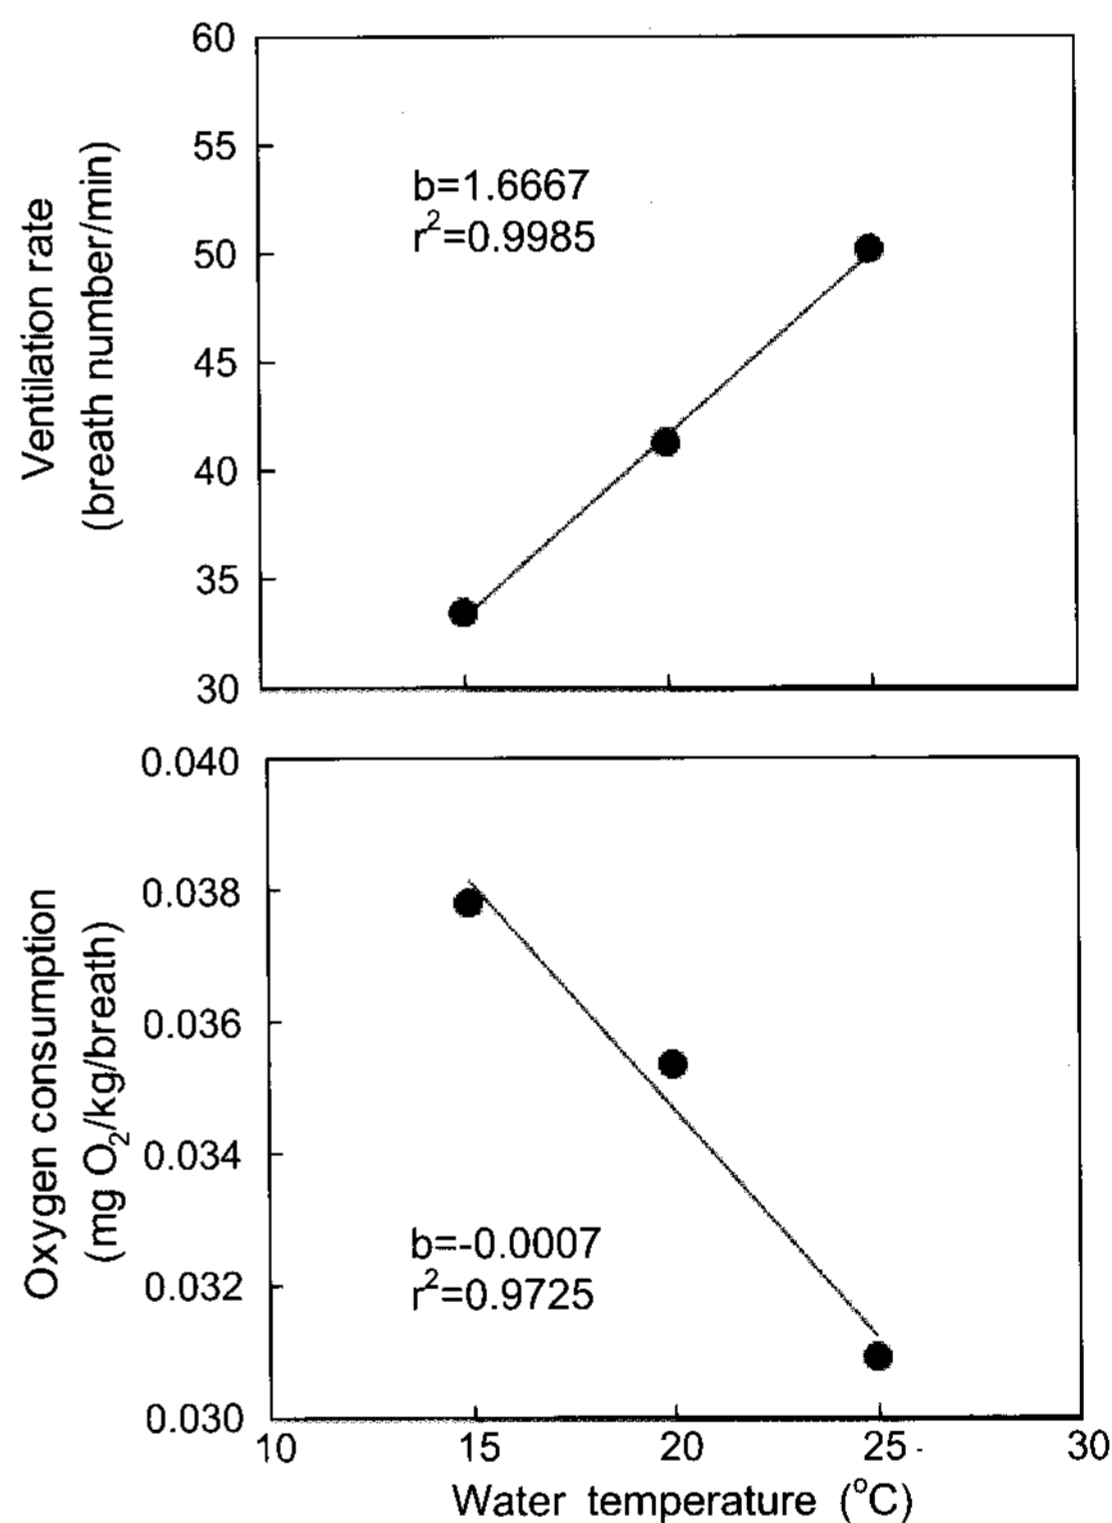 60
55
50
45
40
35
30
Ventilation rate
(breath number/min)
b=1.6667
r²=0.9985
0.040
0.038
0.036
0.034
0.032
0.030
Oxygen consumption
(mg O₂/kg/breath)
b=-0.0007
r²=0.9725
10 15 20 25 30
Water temperature (°C)